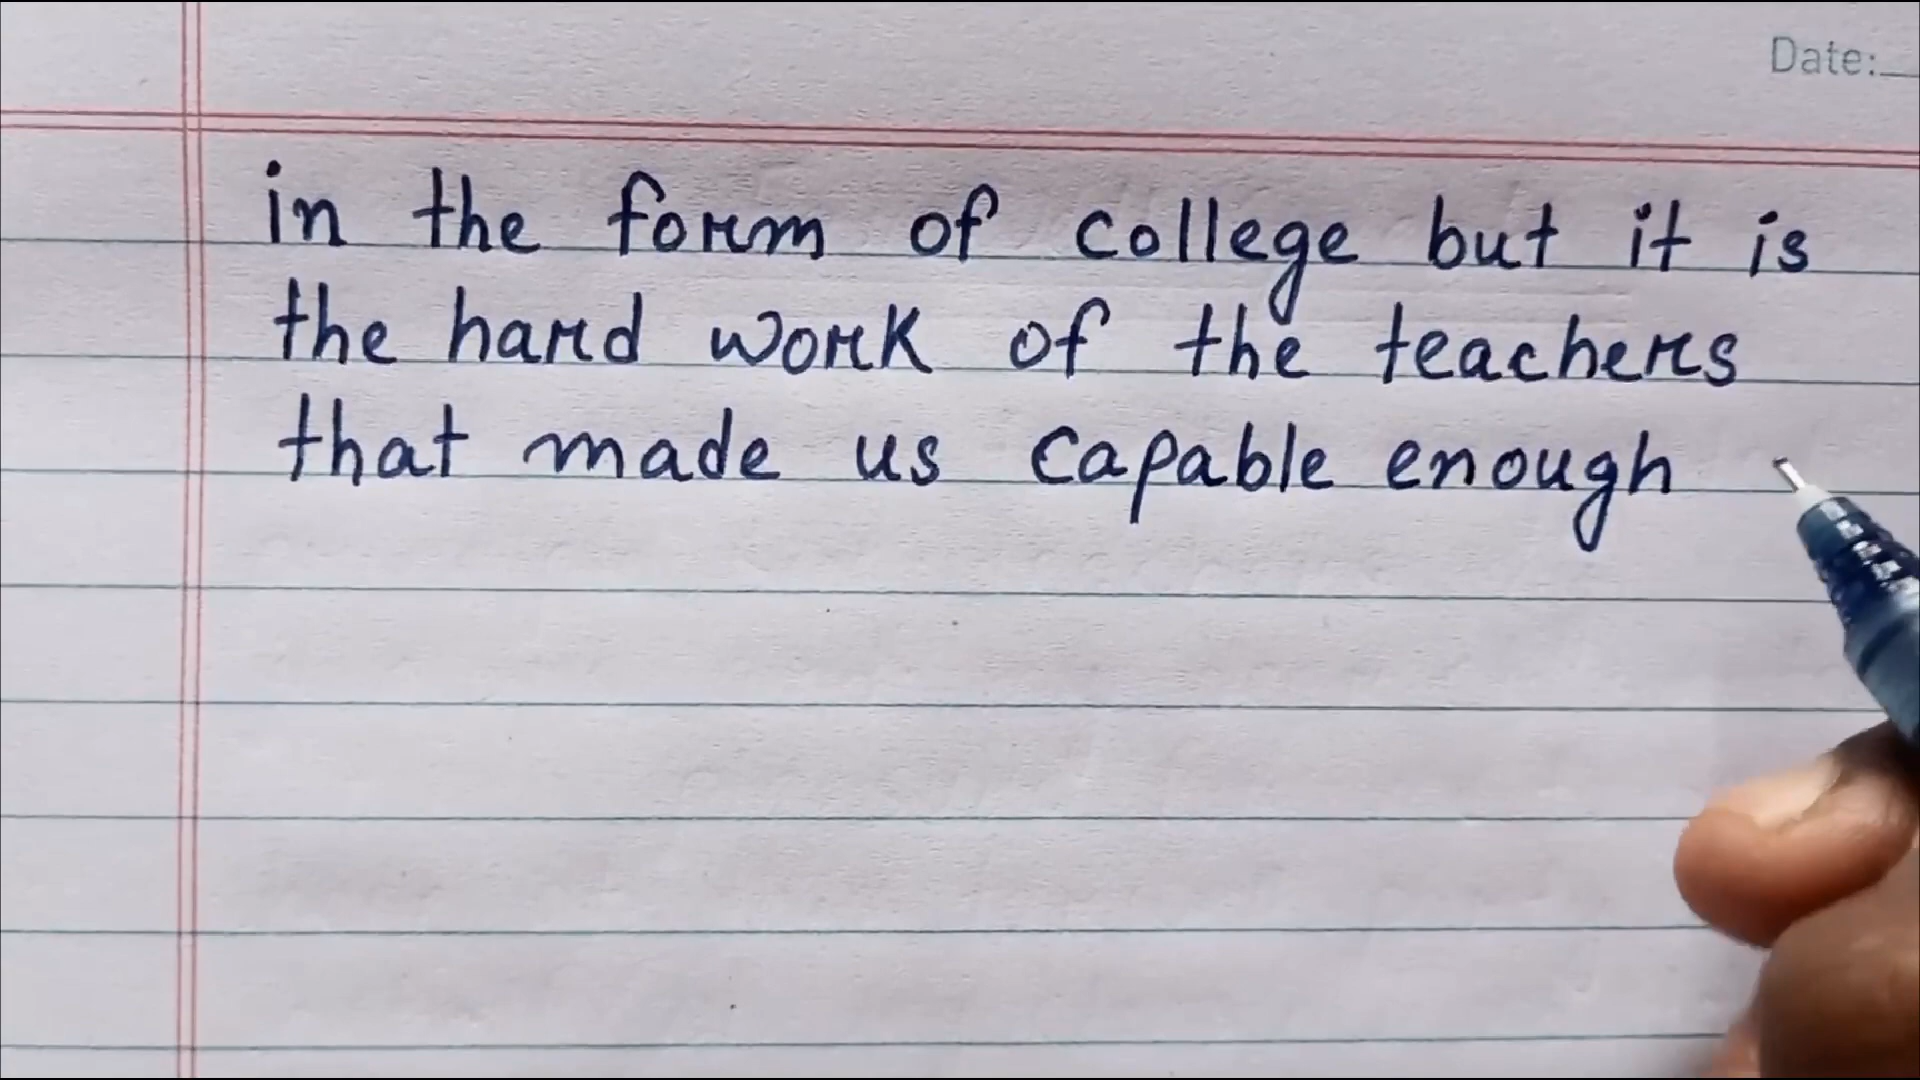 Date:
in the form of college but it is
the hard work of the teachers
that made us capable enough